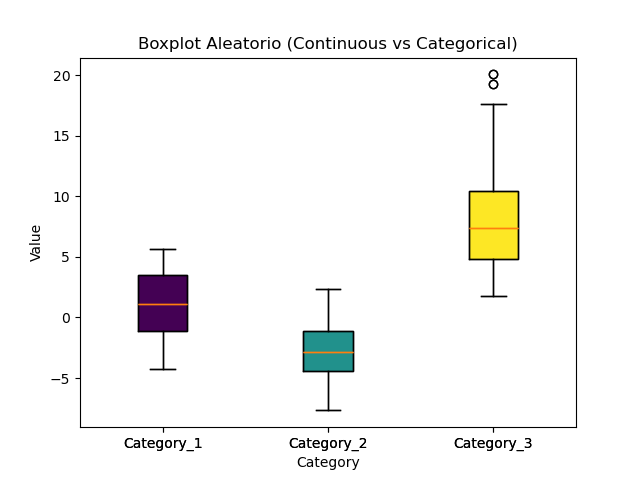 Boxplot Aleatorio (Continuous vs Categorical)
20
15
10
5
0
−5
Value
Category_1
Category_2
Category_3
Category